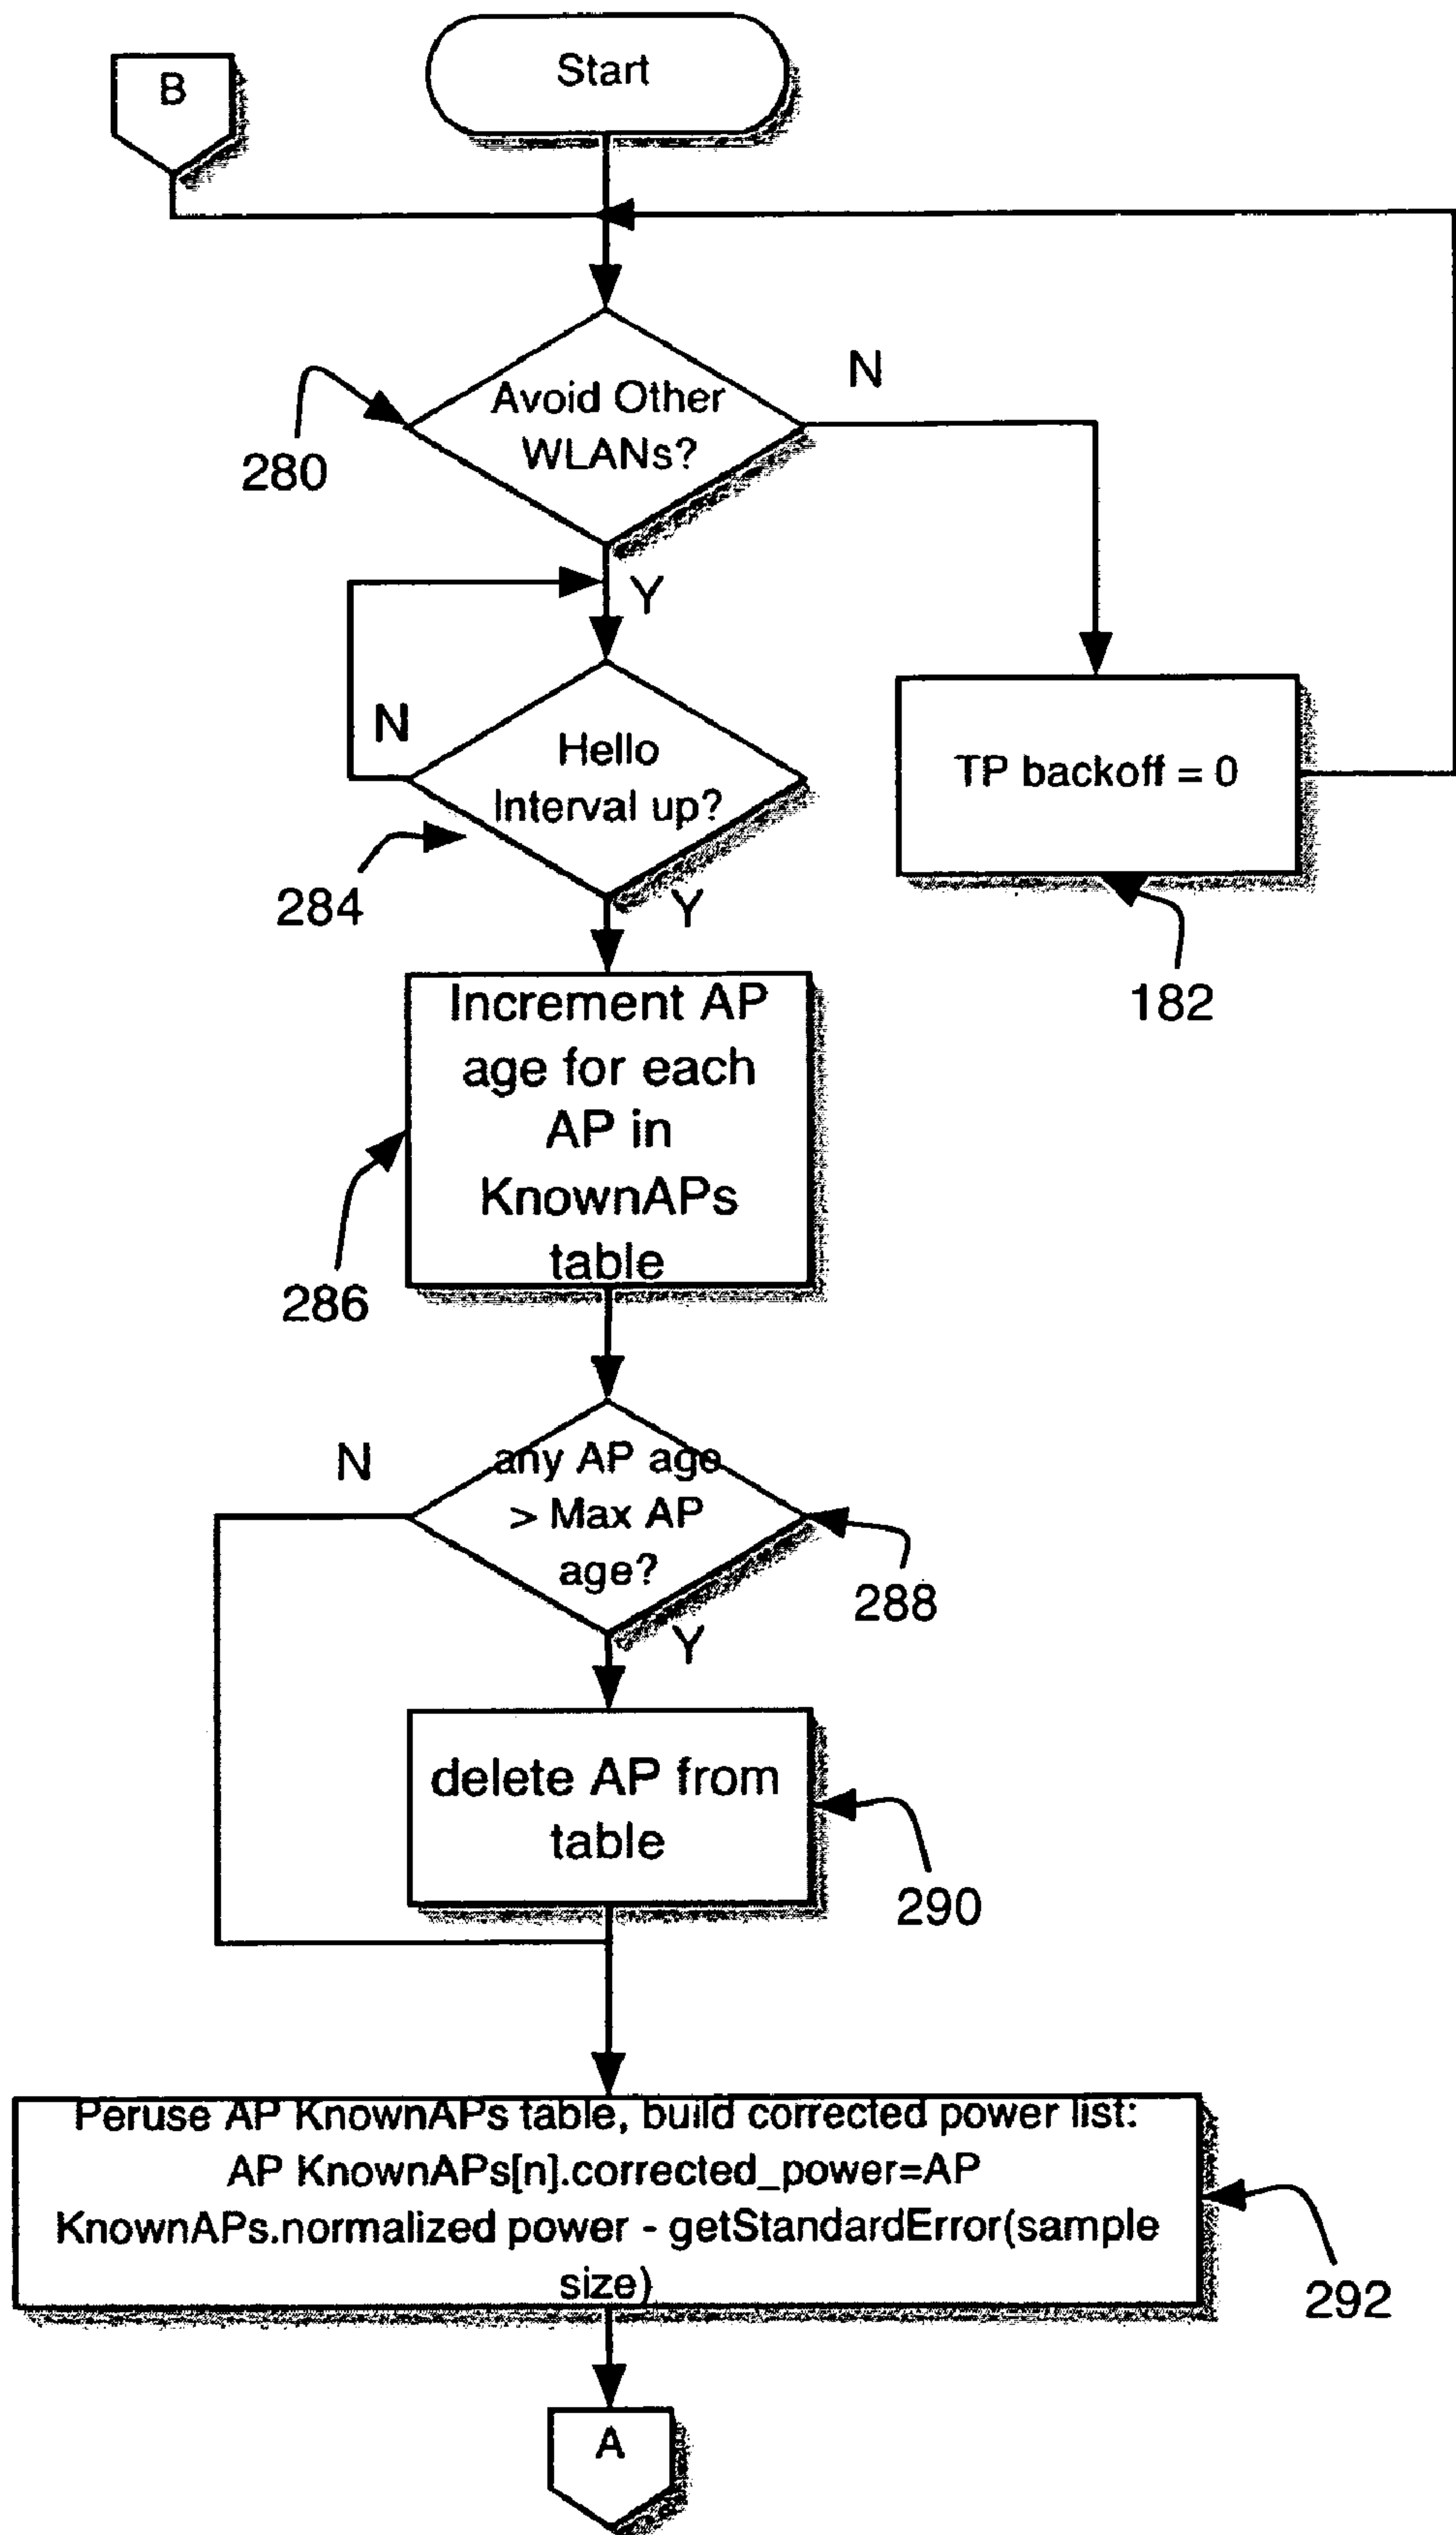 B
Start
Avoid Other
WLANs?
N
280
Y
N
Hello
Interval up?
TP backoff = 0
284
Y
182
Increment AP
age for each
AP in
KnownAPs
table
286
N
any AP age
> Max AP
age?
288
Y
delete AP from
table
290
Peruse AP KnownAPs table, build corrected power list:
AP KnownAPs[n].corrected_power=AP
KnownAPs.normalized power - getStandardError(sample
size)
292
A